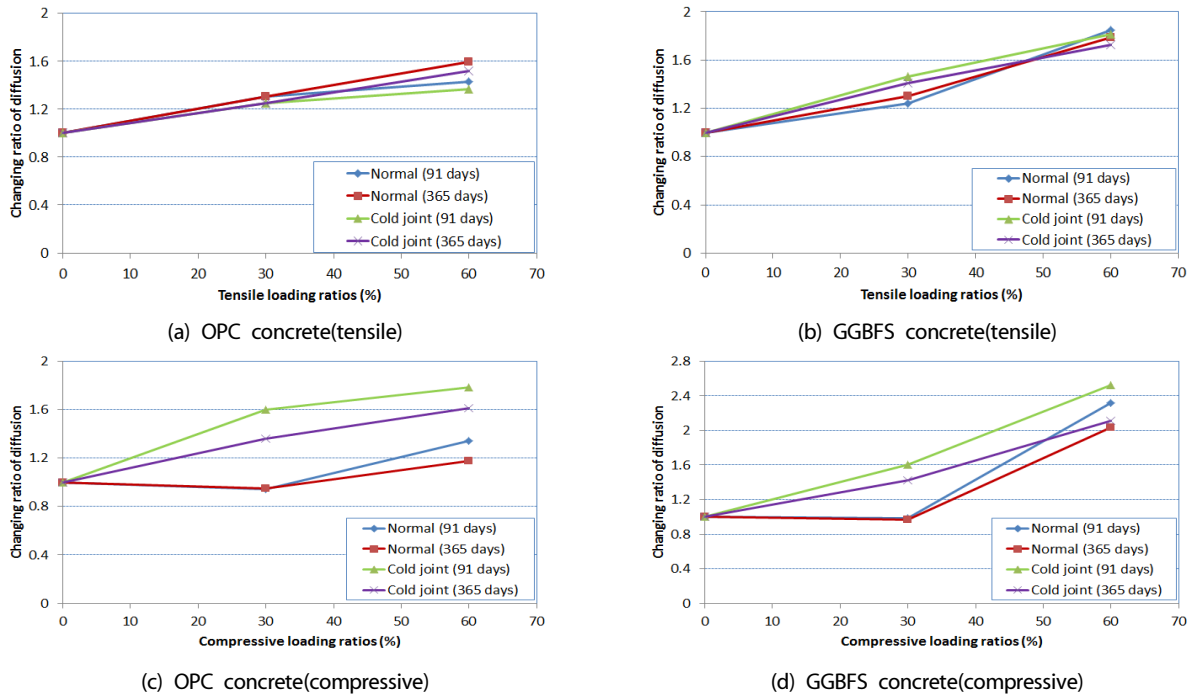 2
1.6
1.2
0.8
0.4
0
Changing ratio of diffusion
0 10 20 30 40 50 60 70
Tensile loading ratios (%)
Normal (91 days)
Normal (365 days)
Cold joint (91 days)
Cold joint (365 days)
(a) OPC concrete(tensile)
2
1.6
1.2
0.8
0.4
0
Changing ratio of diffusion
0 10 20 30 40 50 60 70
Tensile loading ratios (%)
Normal (91 days)
Normal (365 days)
Cold joint (91 days)
Cold joint (365 days)
(b) GGBFS concrete(tensile)
2
1.6
1.2
0.8
0.4
0
Changing ratio of diffusion
0 10 20 30 40 50 60 70
Compressive loading ratios (%)
Normal (91 days)
Normal (365 days)
Cold joint (91 days)
Cold joint (365 days)
(c) OPC concrete(compressive)
2.8
2.4
2
1.6
1.2
0.8
0.4
0
Changing ratio of diffusion
0 10 20 30 40 50 60 70
Compressive loading ratios (%)
Normal (91 days)
Normal (365 days)
Cold joint (91 days)
Cold joint (365 days)
(d) GGBFS concrete(compressive)